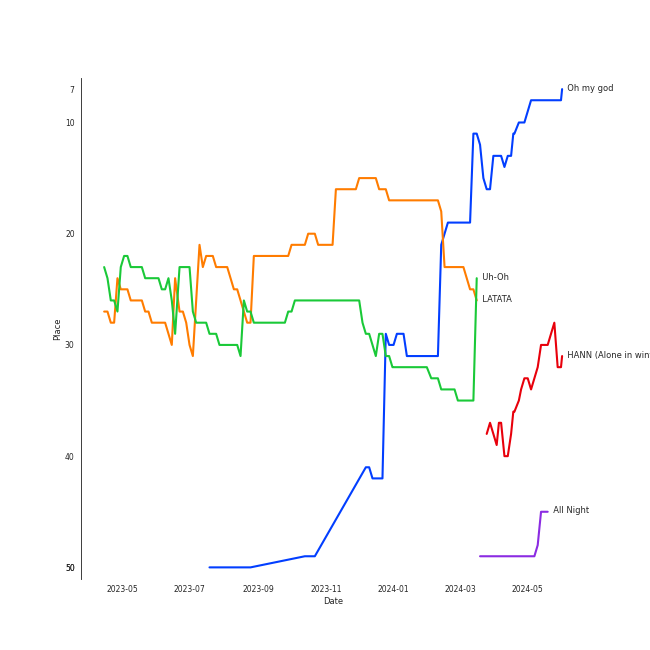 7
Oh my god
10
20
Uh-Oh
LATATA
Place
30
HANN (Alone in win
40
All Night
50
2023-05 2023-07 2023-09 2023-11 2024-01 2024-03 2024-05
Date